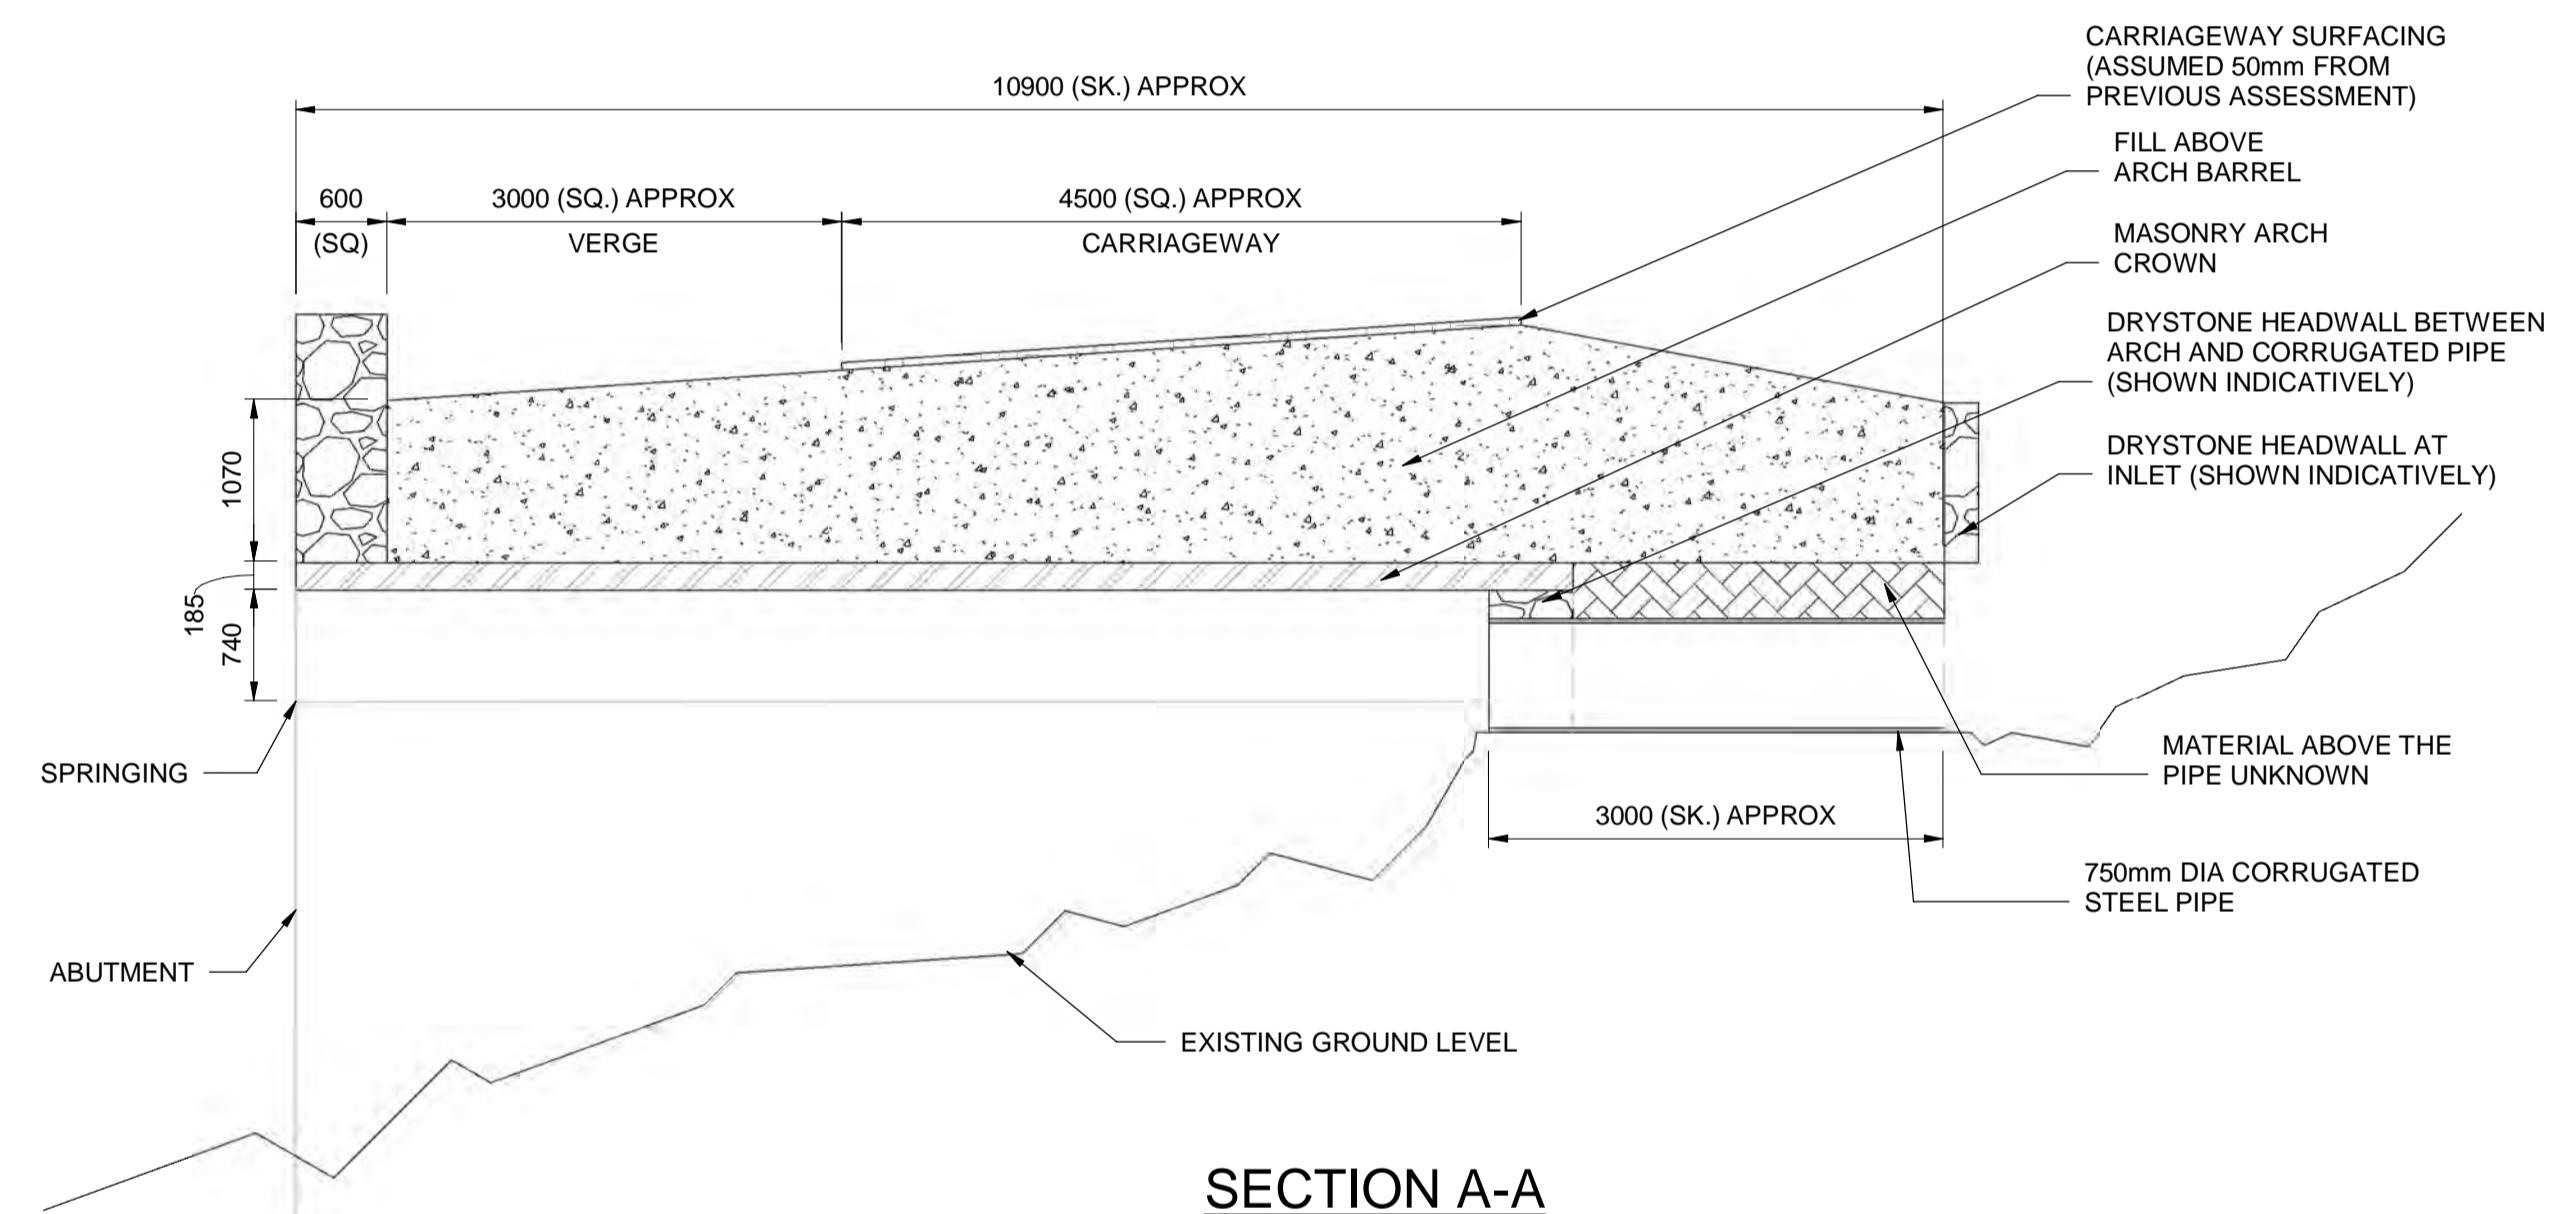 10900 (SK.) APPROX
600
(SQ)
3000 (SQ.) APPROX
VERGE
4500 (SQ.) APPROX
CARRIAGEWAY
CARRIAGEWAY SURFACING
(ASSUMED 50mm FROM
PREVIOUS ASSESSMENT)
FILL ABOVE
ARCH BARREL
MASONRY ARCH
CROWN
DRYSTONE HEADWALL BETWEEN
ARCH AND CORRUGATED PIPE
(SHOWN INDICATIVELY)
DRYSTONE HEADWALL AT
INLET (SHOWN INDICATIVELY)
1070
185
740
SPRINGING
ABUTMENT
MATERIAL ABOVE THE
PIPE UNKNOWN
3000 (SK.) APPROX
750mm DIA CORRUGATED
STEEL PIPE
EXISTING GROUND LEVEL
SECTION A-A